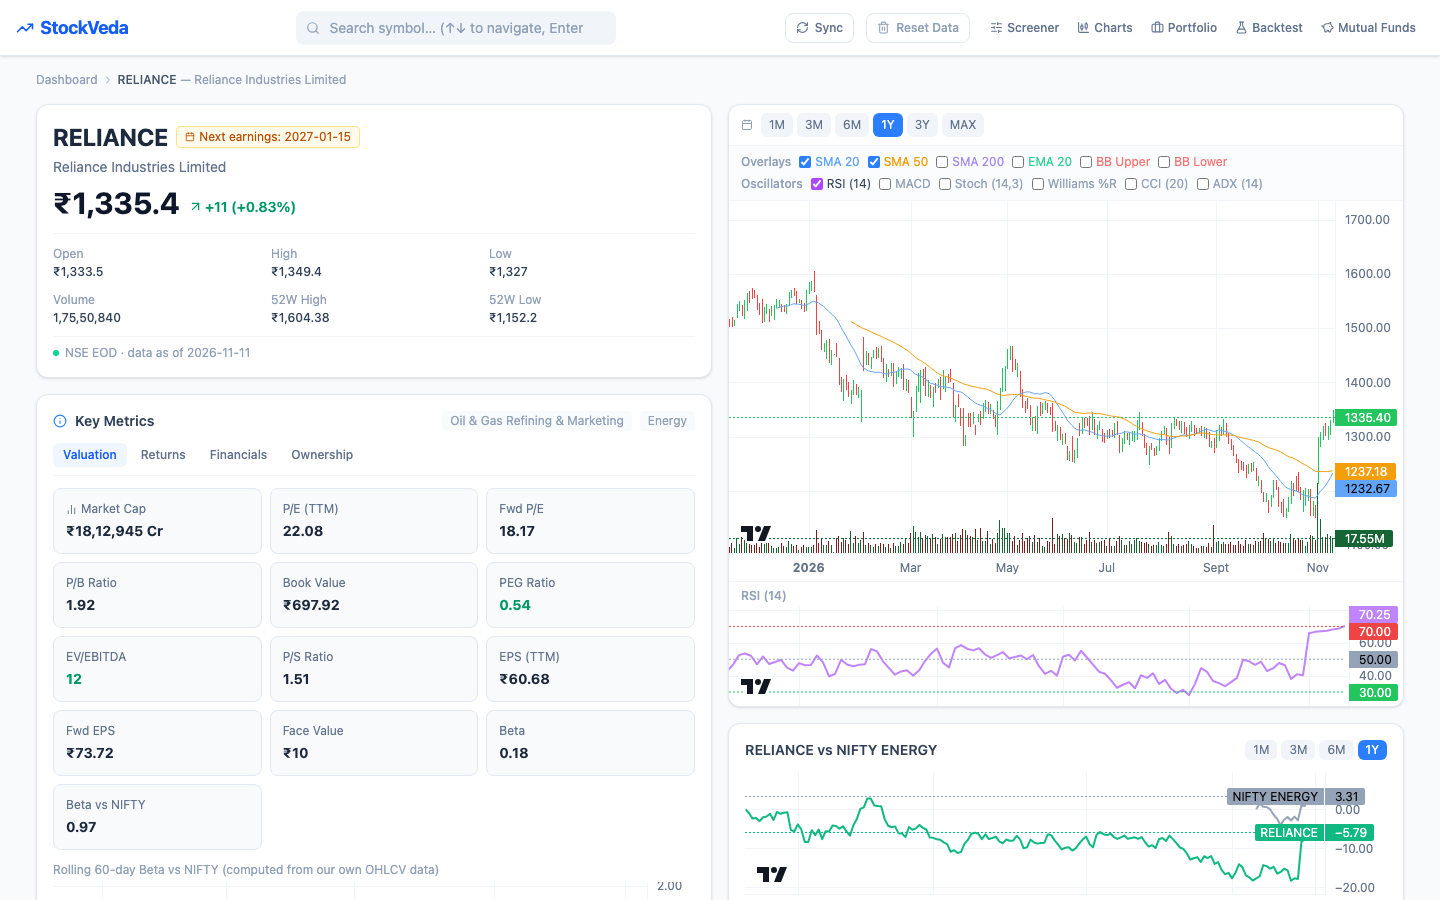 StockVeda
Search symbol... (↑↓ to navigate, Enter
Sync
Reset Data
Screener
Charts
Portfolio
Backtest
Mutual Funds
Dashboard > RELIANCE — Reliance Industries Limited
RELIANCE
Next earnings: 2027-01-15
Reliance Industries Limited
₹1,335.4
+11 (+0.83%)
Open
High
Low
₹1,333.5
₹1,349.4
₹1,327
Volume
52W High
52W Low
1,75,50,840
₹1,604.38
₹1,152.2
NSE EOD · data as of 2026-11-11
Key Metrics
Oil & Gas Refining & Marketing
Energy
Valuation
Returns
Financials
Ownership
Market Cap
₹18,12,945 Cr
P/E (TTM)
22.08
Fwd P/E
18.17
P/B Ratio
1.92
Book Value
₹697.92
PEG Ratio
0.54
EV/EBITDA
12
P/S Ratio
1.51
EPS (TTM)
₹60.68
Fwd EPS
₹73.72
Face Value
₹10
Beta
0.18
Beta vs NIFTY
0.97
Rolling 60-day Beta vs NIFTY (computed from our own OHLCV data)
2.00
1M
3M
6M
1Y
3Y
MAX
Overlays
SMA 20
SMA 50
SMA 200
EMA 20
BB Upper
BB Lower
Oscillators
RSI (14)
MACD
Stoch (14,3)
Williams %R
CCI (20)
ADX (14)
1700.00
1600.00
1500.00
1400.00
1335.40
1300.00
1237.18
1232.67
17.55M
2026
Mar
May
Jul
Sept
Nov
RSI (14)
70.25
70.00
60.00
50.00
40.00
30.00
RELIANCE vs NIFTY ENERGY
1M
3M
6M
1Y
NIFTY ENERGY
3.31
0.00
RELIANCE
−5.79
−10.00
−20.00